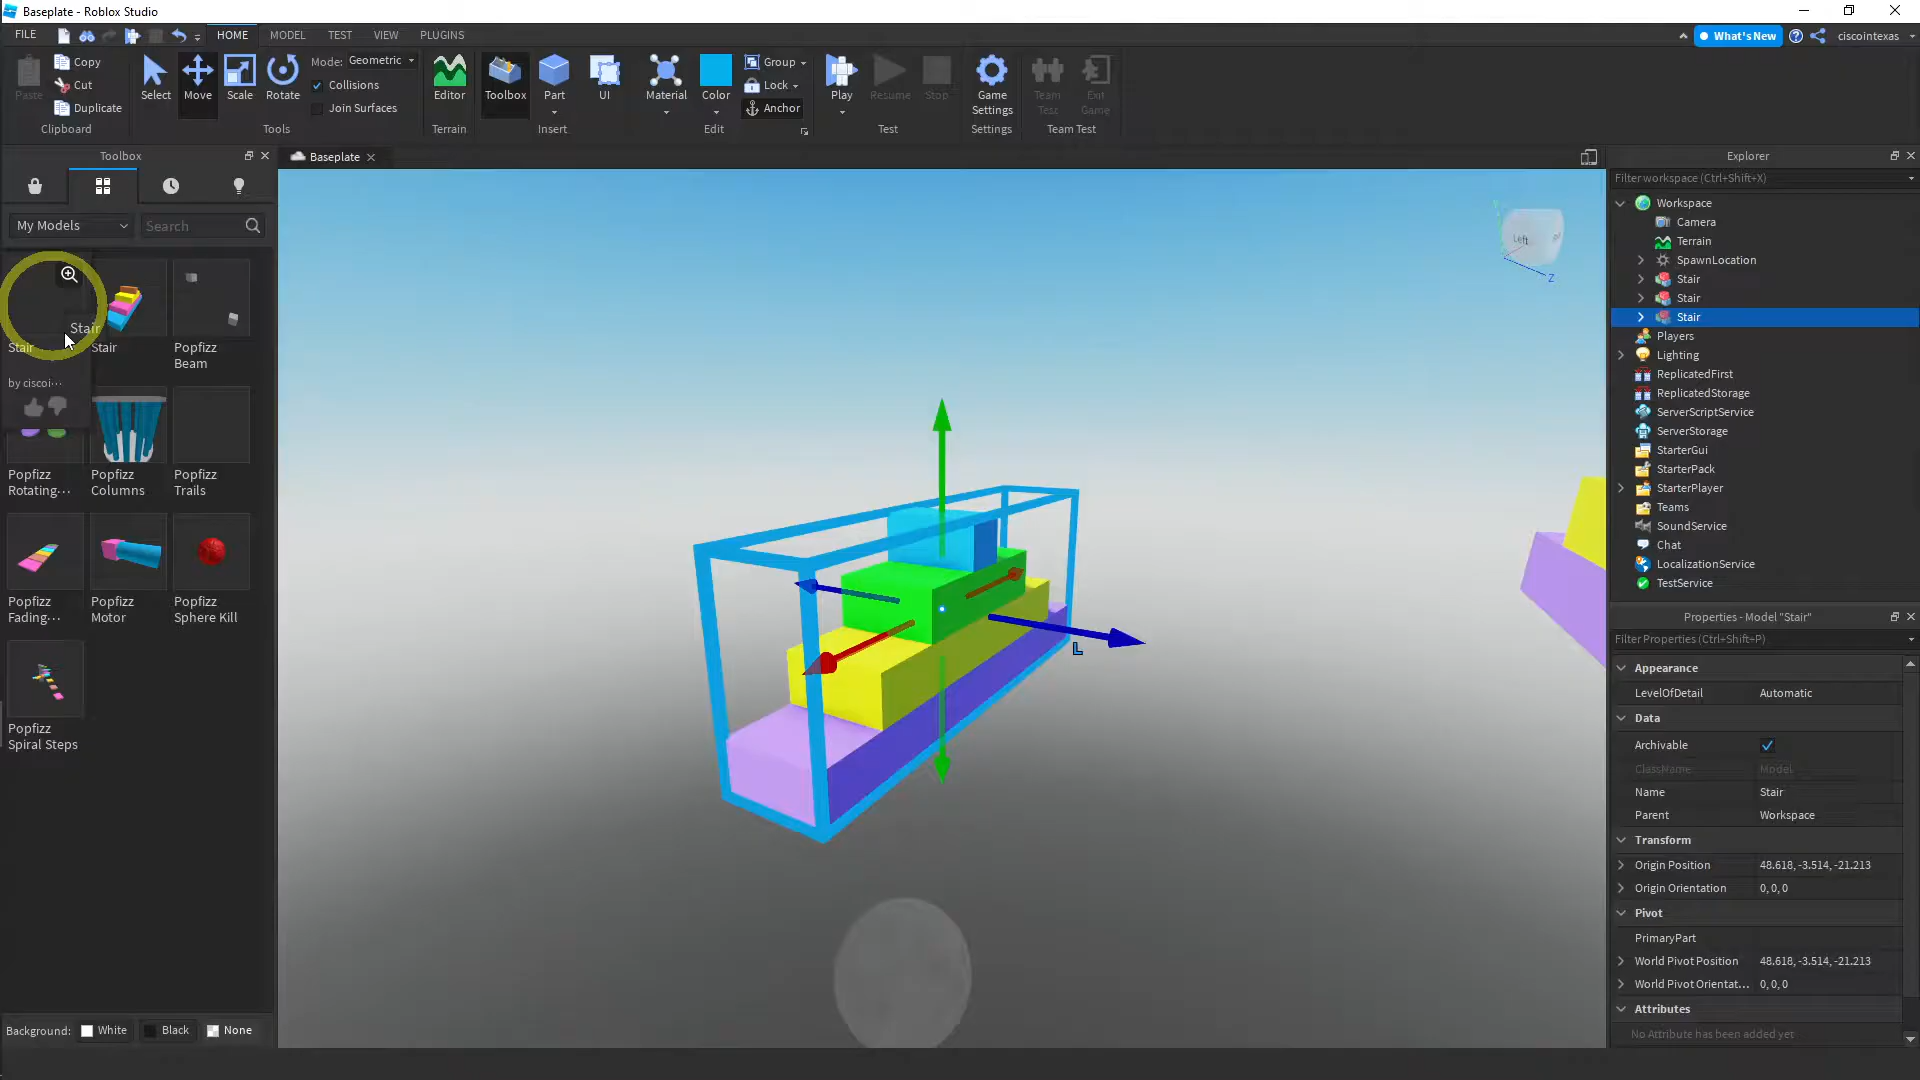 Baseplate - Roblox Studio
FILE HOME MODEL TEST VIEW PLUGINS What's New ciscointexas
Paste Copy Cut Duplicate Clipboard
Select Move Scale Rotate Mode: Geometric Collisions Join Surfaces Tools
Editor Terrain
Toolbox Part UI Insert
Material Color Group Lock Anchor Edit
Play Resume Stop Test
Game Settings Settings
Team Test Exit Game Team Test
Toolbox
My Models Search
Stair
Stair
by ciscoi...
Stair
Popfizz Beam
Popfizz Rotating...
Popfizz Columns
Popfizz Trails
Popfizz Fading...
Popfizz Motor
Popfizz Sphere Kill
Popfizz Spiral Steps
Background: White Black None
Baseplate
Left
Z
L
Explorer
Filter workspace (Ctrl+Shift+X)
Workspace
Camera
Terrain
SpawnLocation
Stair
Stair
Stair
Players
Lighting
ReplicatedFirst
ReplicatedStorage
ServerScriptService
ServerStorage
StarterGui
StarterPack
StarterPlayer
Teams
SoundService
Chat
LocalizationService
TestService
Properties - Model "Stair"
Filter Properties (Ctrl+Shift+P)
Appearance
LevelOfDetail Automatic
Data
Archivable
ClassName Model
Name Stair
Parent Workspace
Transform
Origin Position 48.618, -3.514, -21.213
Origin Orientation 0, 0, 0
Pivot
PrimaryPart
World Pivot Position 48.618, -3.514, -21.213
World Pivot Orientat... 0, 0, 0
Attributes
No Attribute has been added yet